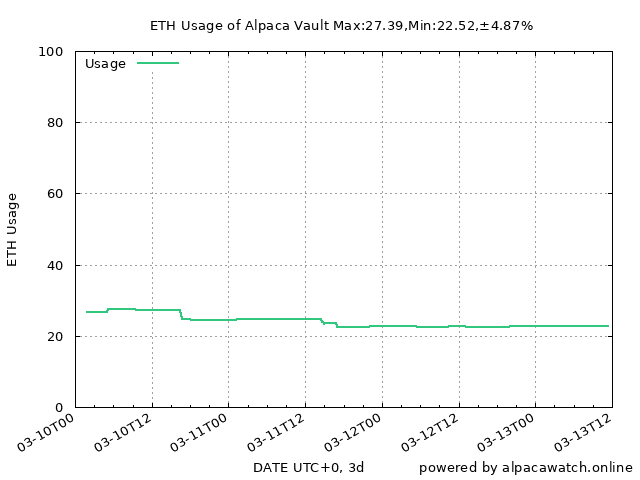 ETH Usage of Alpaca Vault Max:27.39,Min:22.52,±4.87%
Usage
100
80
60
40
20
0
ETH Usage
03-10T00
03-10T12
03-11T00
03-11T12
03-12T00
03-12T12
03-13T00
03-13T12
DATE UTC+0, 3d
powered by alpacawatch.online